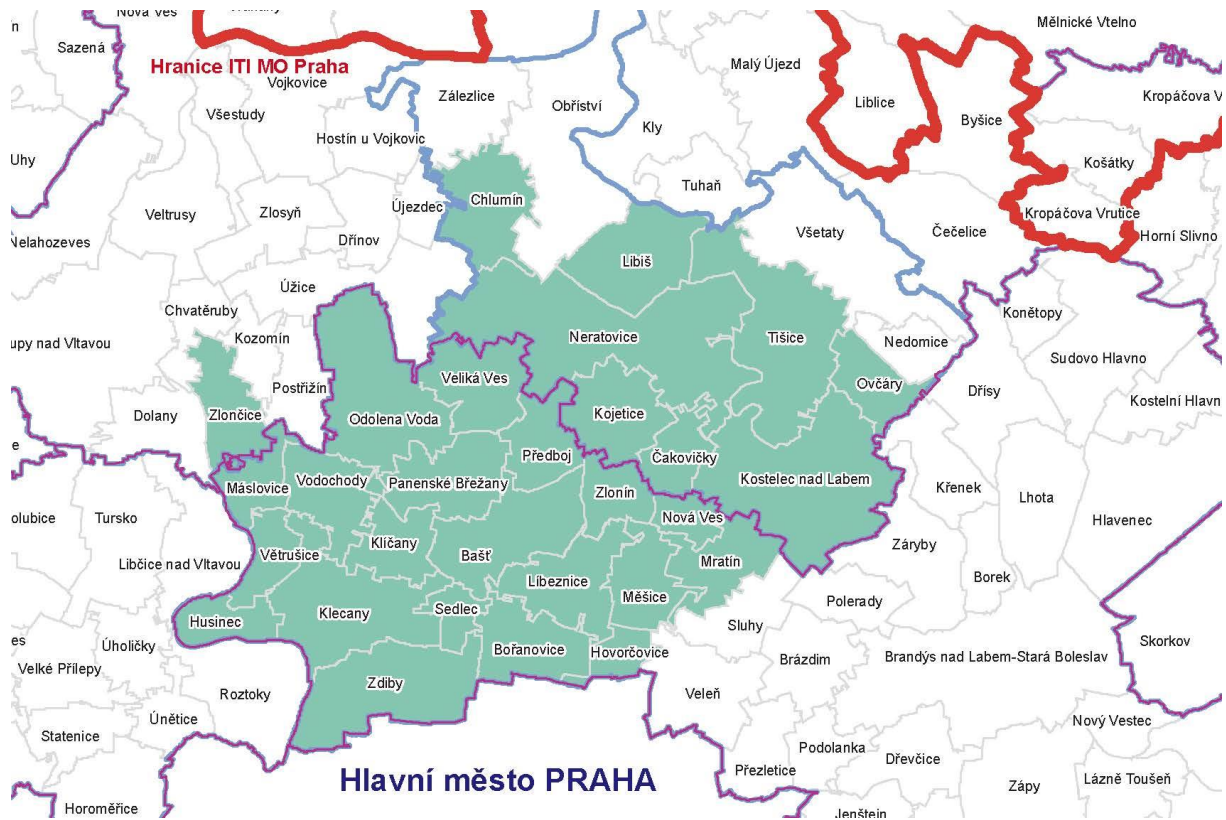 Nová Ves
Mělnické Vtelno
Sazená
Hranice ITI MO Praha
Vojkovice
Malý Újezd
Zálezlice
Obříství
Liblice
Kropáčova V
Byšice
Všestudy
Kly
Hostín u Vojkovic
Uhy
Košátky
Tuhaň
Chlumín
Újezdec
Veltrusy
Zlosyň
Kropáčova Vrutice
Všetaty
Čečelice
Horní Slivno
Nelahozeves
Dřínov
Libiš
Úžice
Chvatěruby
Konětopy
Kozomín
Neratovice
Tišice
upy nad Vltavou
Nedomice
Sudovo Hlavno
Veliká Ves
Postřižín
Ovčáry
Dřísy
Kostelní Hlavn
Dolany
Zlončice
Odolena Voda
Kojetice
e
Předboj
Čakovičky
Vodochody
Panenské Břežany
Kostelec nad Labem
Máslovice
Zlonín
Křenek
Lhota
olubice
Tursko
Nová Ves
Hlavenec
Klíčany
Záryby
Větrušice
Bašť
Mratín
Libčice nad Vltavou
Líbeznice
Borek
Měšice
Polerady
Husinec
Klecany
Sedlec
Sluhy
es
Úholičky
Bořanovice
Hovorčovice
Skorkov
Velké Přílepy
Brázdim
Brandýs nad Labem-Stará Boleslav
Zdiby
Roztoky
Veleň
Únětice
Nový Vestec
Statenice
Podolanka
Dřevčice
Přezletice
Hlavní město PRAHA
Lázně Toušeň
Zápy
Horoměřice
Jenštejn